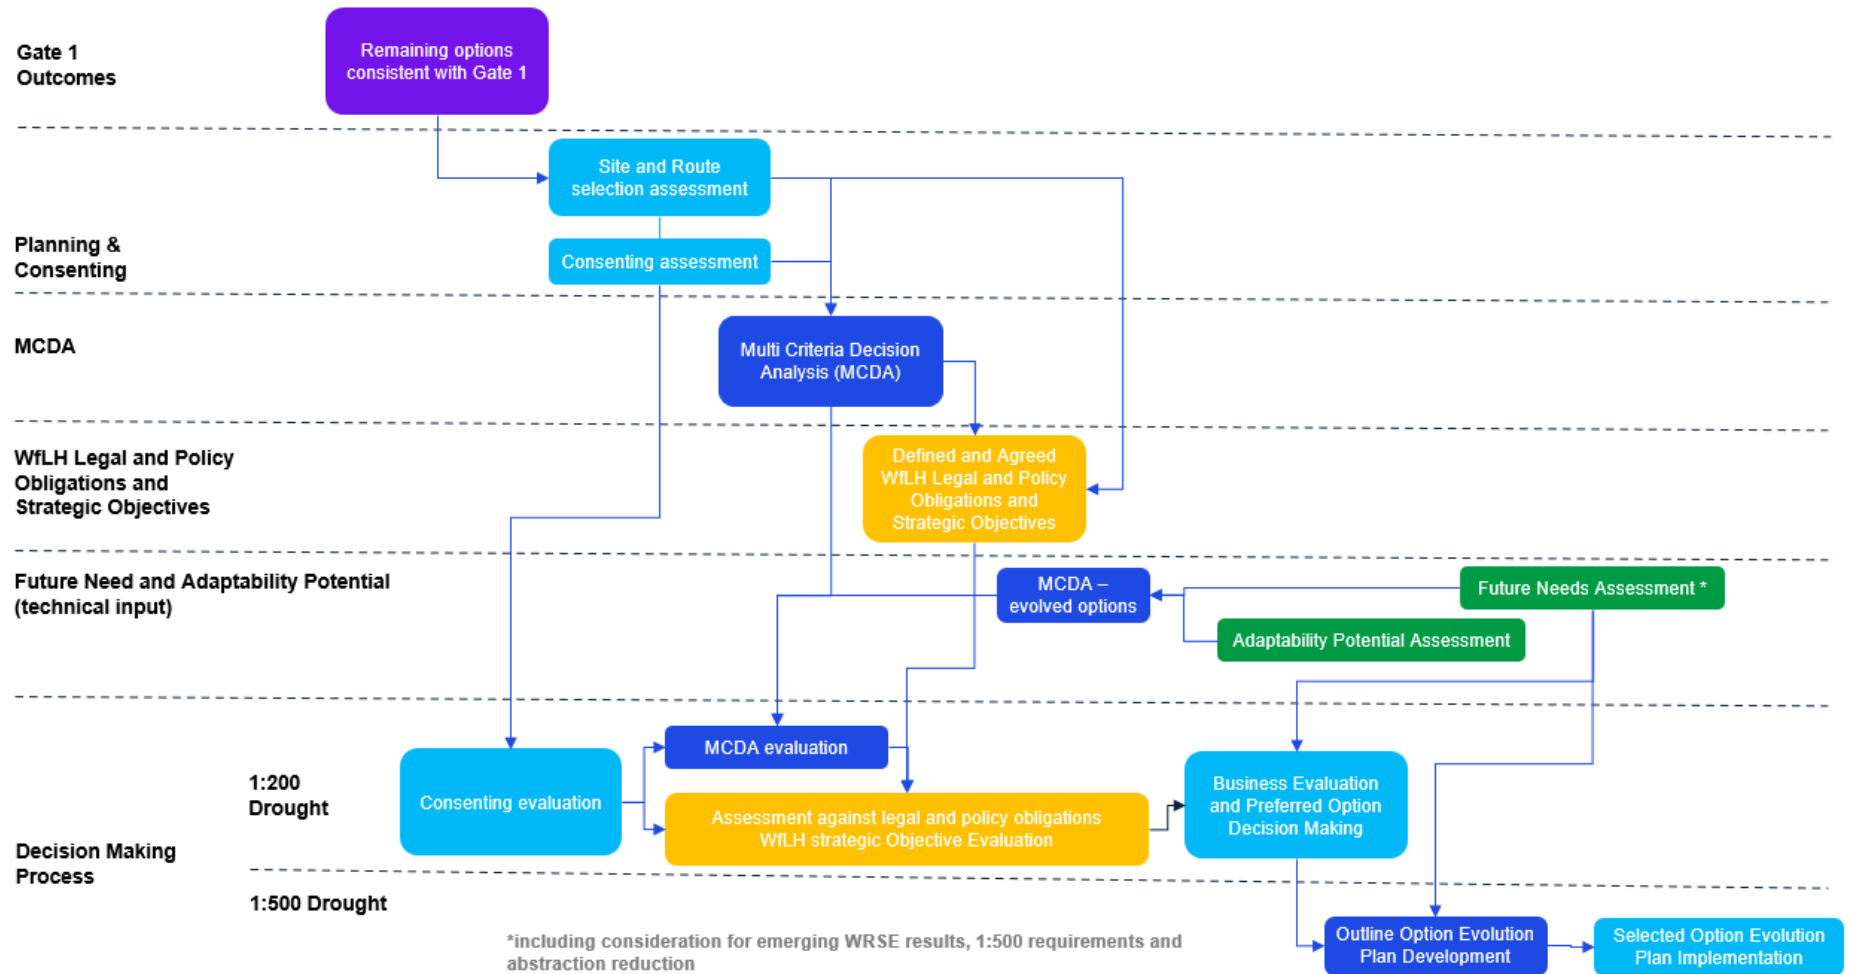 Gate 1
Outcomes
Remaining options
consistent with Gate 1
Site and Route
selection assessment
Planning &
Consenting
Consenting assessment
MCDA
Multi Criteria Decision
Analysis (MCDA)
WfLH Legal and Policy
Obligations and
Strategic Objectives
Defined and Agreed
WfLH Legal and Policy
Obligations and
Strategic Objectives
Future Need and Adaptability Potential
(technical input)
MCDA –
evolved options
Future Needs Assessment *
Adaptability Potential Assessment
Decision Making
Process
1:200
Drought
Consenting evaluation
MCDA evaluation
Assessment against legal and policy obligations
WfLH strategic Objective Evaluation
Business Evaluation
and Preferred Option
Decision Making
1:500 Drought
Outline Option Evolution
Plan Development
Selected Option Evolution
Plan Implementation
*including consideration for emerging WRSE results, 1:500 requirements and
abstraction reduction